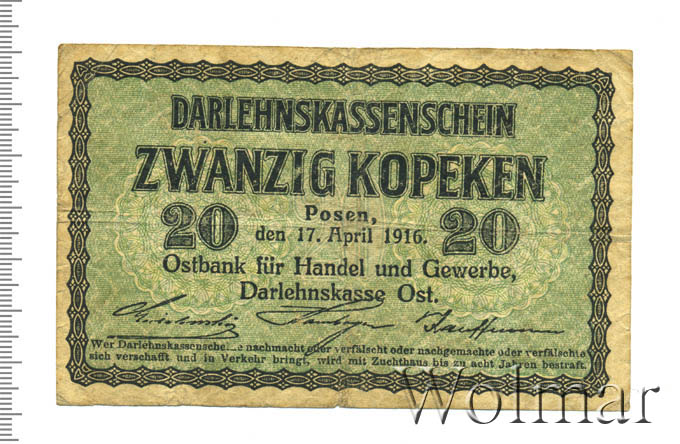 DARLEHNSKASSENSCHEIN
ZWANZIG KOPEKEN
20 Posen, 20
den 17. April 1916.
Ostbank für Handel und Gewerbe,
Darlehnskasse Ost.
Wer Darlehnskassenscheine nachmacht oder verfälscht oder nachgemachte oder verfälschte
sich verschafft und in Verkehr bringt, wird mit Zuchthaus bis zu acht Jahren bestraft.
Wolmar